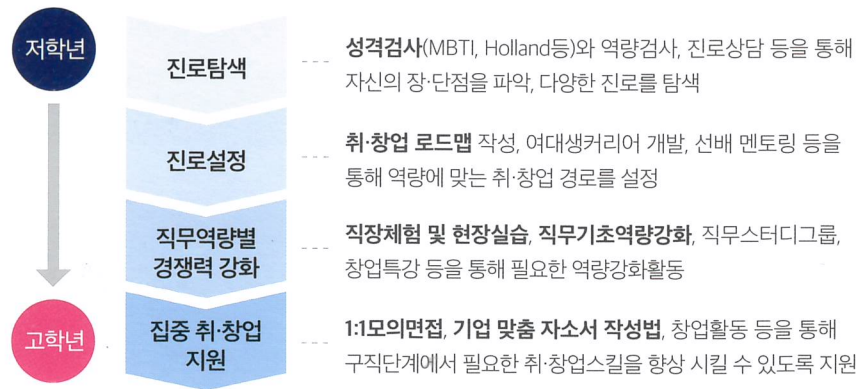 저학년
진로탐색
성격검사(MBTI, Holland등)와 역량검사, 진로상담 등을 통해
자신의 장·단점을 파악, 다양한 진로를 탐색
진로설정
취·창업 로드맵 작성, 여대생커리어 개발, 선배 멘토링 등을
통해 역량에 맞는 취·창업 경로를 설정
직무역량별
경쟁력 강화
직장체험 및 현장실습, 직무기초역량강화, 직무스터디그룹,
창업특강 등을 통해 필요한 역량강화활동
고학년
집중 취·창업
지원
1:1모의면접, 기업 맞춤 자소서 작성법, 창업활동 등을 통해
구직단계에서 필요한 취·창업스킬을 향상 시킬 수 있도록 지원